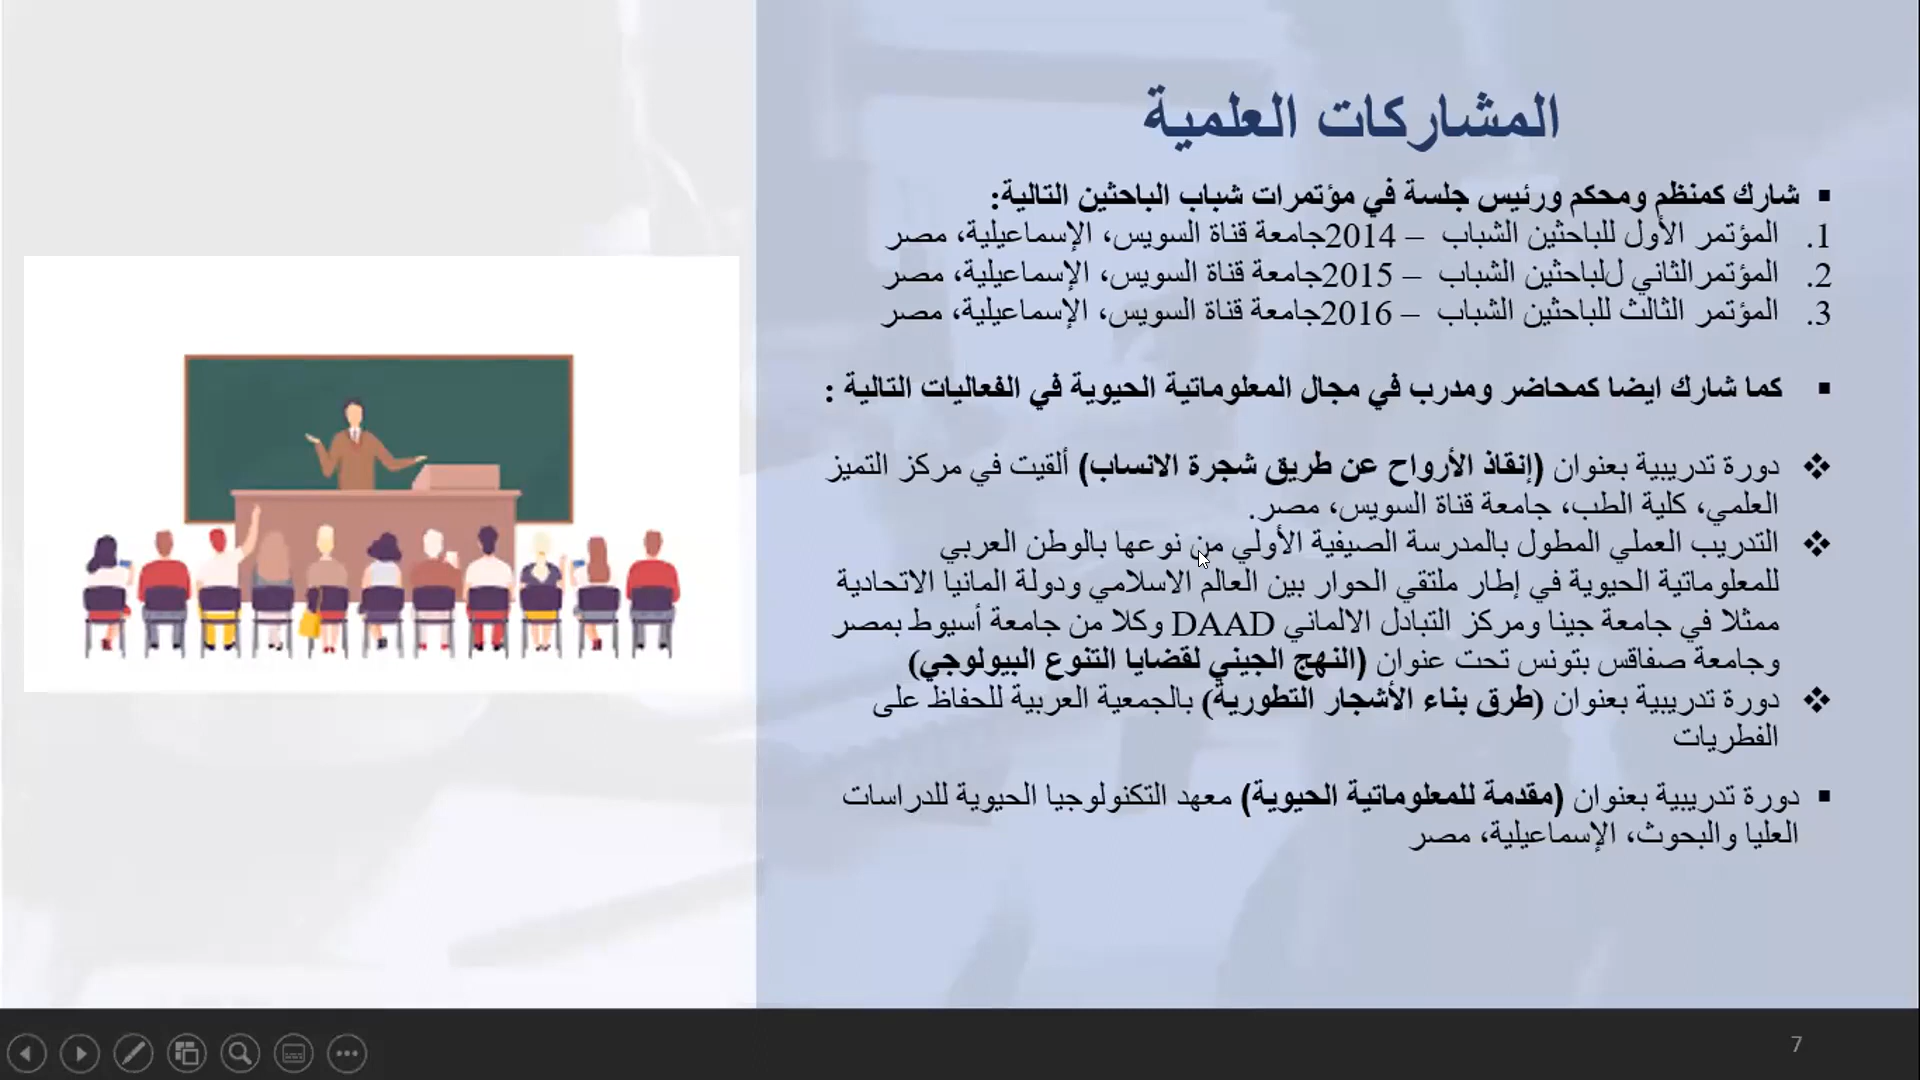 المشاركات العلمية
▪ شارك كمنظم ومحكم ورئيس جلسة في مؤتمرات شباب الباحثين التالية:
1. المؤتمر الأول للباحثين الشباب – 2014جامعة قناة السويس، الإسماعيلية، مصر
2. المؤتمرالثاني لللباحثين الشباب – 2015جامعة قناة السويس، الإسماعيلية، مصر
3. المؤتمر الثالث للباحثين الشباب – 2016جامعة قناة السويس، الإسماعيلية، مصر
▪ كما شارك ايضا كمحاضر ومدرب في مجال المعلوماتية الحيوية في الفعاليات التالية :
❖ دورة تدريبية بعنوان (إنقاذ الأرواح عن طريق شجرة الانساب) ألقيت في مركز التميز
العلمي، كلية الطب، جامعة قناة السويس، مصر.
❖ التدريب العملي المطول بالمدرسة الصيفية الأولي من نوعها بالوطن العربي
للمعلوماتية الحيوية في إطار ملتقي الحوار بين العالم الاسلامي ودولة المانيا الاتحادية
ممثلا في جامعة جينا ومركز التبادل الالماني DAAD وكلا من جامعة أسيوط بمصر
وجامعة صفاقس بتونس تحت عنوان (النهج الجيني لقضايا التنوع البيولوجي)
❖ دورة تدريبية بعنوان (طرق بناء الأشجار التطورية) بالجمعية العربية للحفاظ على
الفطريات
▪ دورة تدريبية بعنوان (مقدمة للمعلوماتية الحيوية) معهد التكنولوجيا الحيوية للدراسات
العليا والبحوث، الإسماعيلية، مصر
7